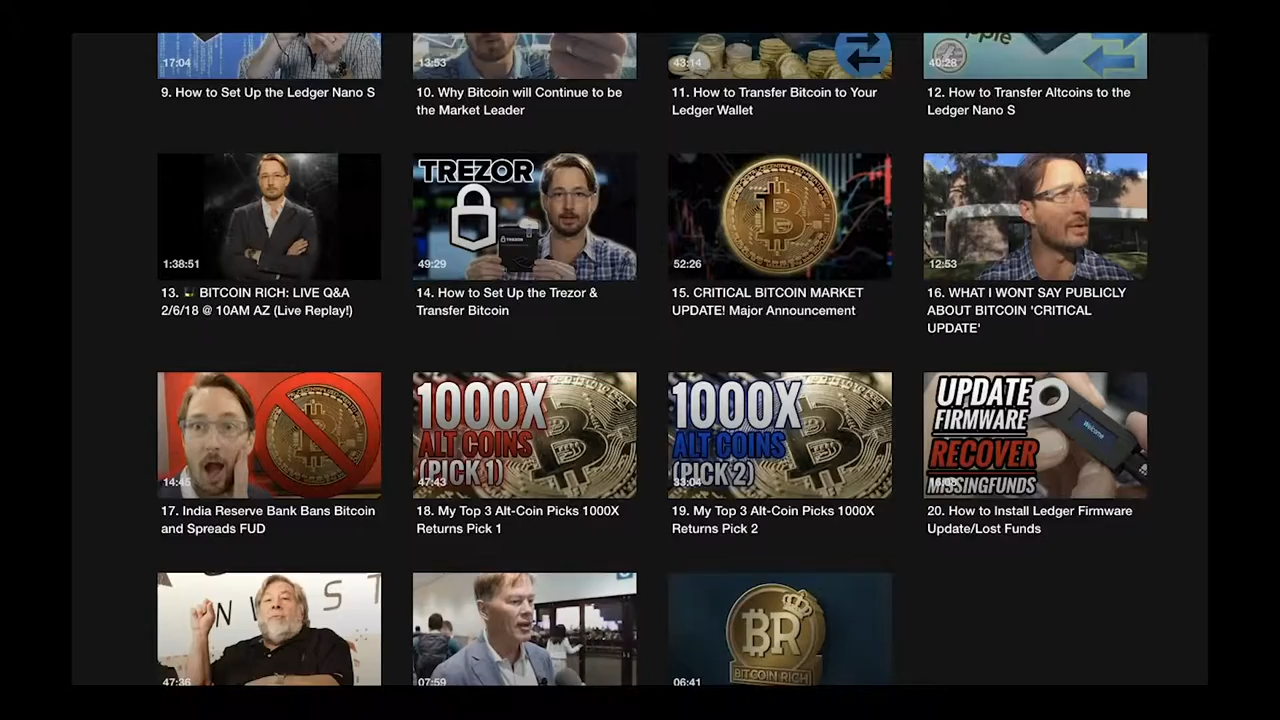 17:04
13:53
43:14
pple
40:28
9. How to Set Up the Ledger Nano S
10. Why Bitcoin will Continue to be
the Market Leader
11. How to Transfer Bitcoin to Your
Ledger Wallet
12. How to Transfer Altcoins to the
Ledger Nano S
1:38:51
TREZOR
TREZOR
49:29
52:26
12:53
13. BITCOIN RICH: LIVE Q&A
2/6/18 @ 10AM AZ (Live Replay!)
14. How to Set Up the Trezor &
Transfer Bitcoin
15. CRITICAL BITCOIN MARKET
UPDATE! Major Announcement
16. WHAT I WONT SAY PUBLICLY
ABOUT BITCOIN 'CRITICAL
UPDATE'
14:45
1000X
ALT COINS
(PICK 1)
47:43
1000X
ALT COINS
(PICK 2)
33:04
UPDATE
FIRMWARE
RECOVER
MISSINGFUNDS
Welcome
17. India Reserve Bank Bans Bitcoin
and Spreads FUD
18. My Top 3 Alt-Coin Picks 1000X
Returns Pick 1
19. My Top 3 Alt-Coin Picks 1000X
Returns Pick 2
20. How to Install Ledger Firmware
Update/Lost Funds
N V E S T
47:36
07:59
BR
BITCOIN RICH
06:41